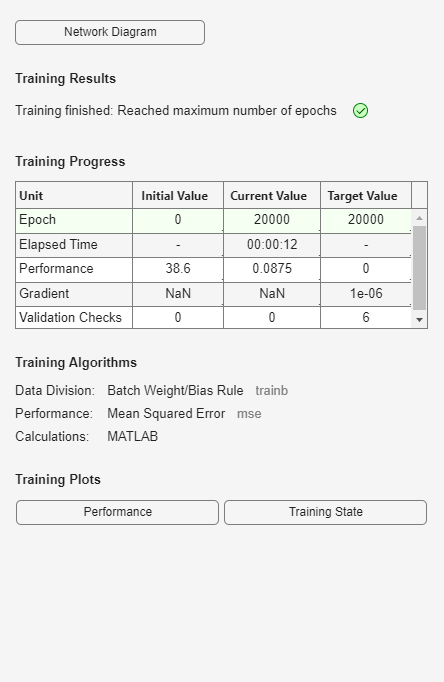 Network Diagram
Training Results
Training finished: Reached maximum number of epochs
Training Progress
Unit Initial Value Current Value Target Value
Epoch 0 20000 20000
Elapsed Time - 00:00:12 -
Performance 38.6 0.0875 0
Gradient NaN NaN 1e-06
Validation Checks 0 0 6
Training Algorithms
Data Division: Batch Weight/Bias Rule trainb
Performance: Mean Squared Error mse
Calculations: MATLAB
Training Plots
Performance Training State